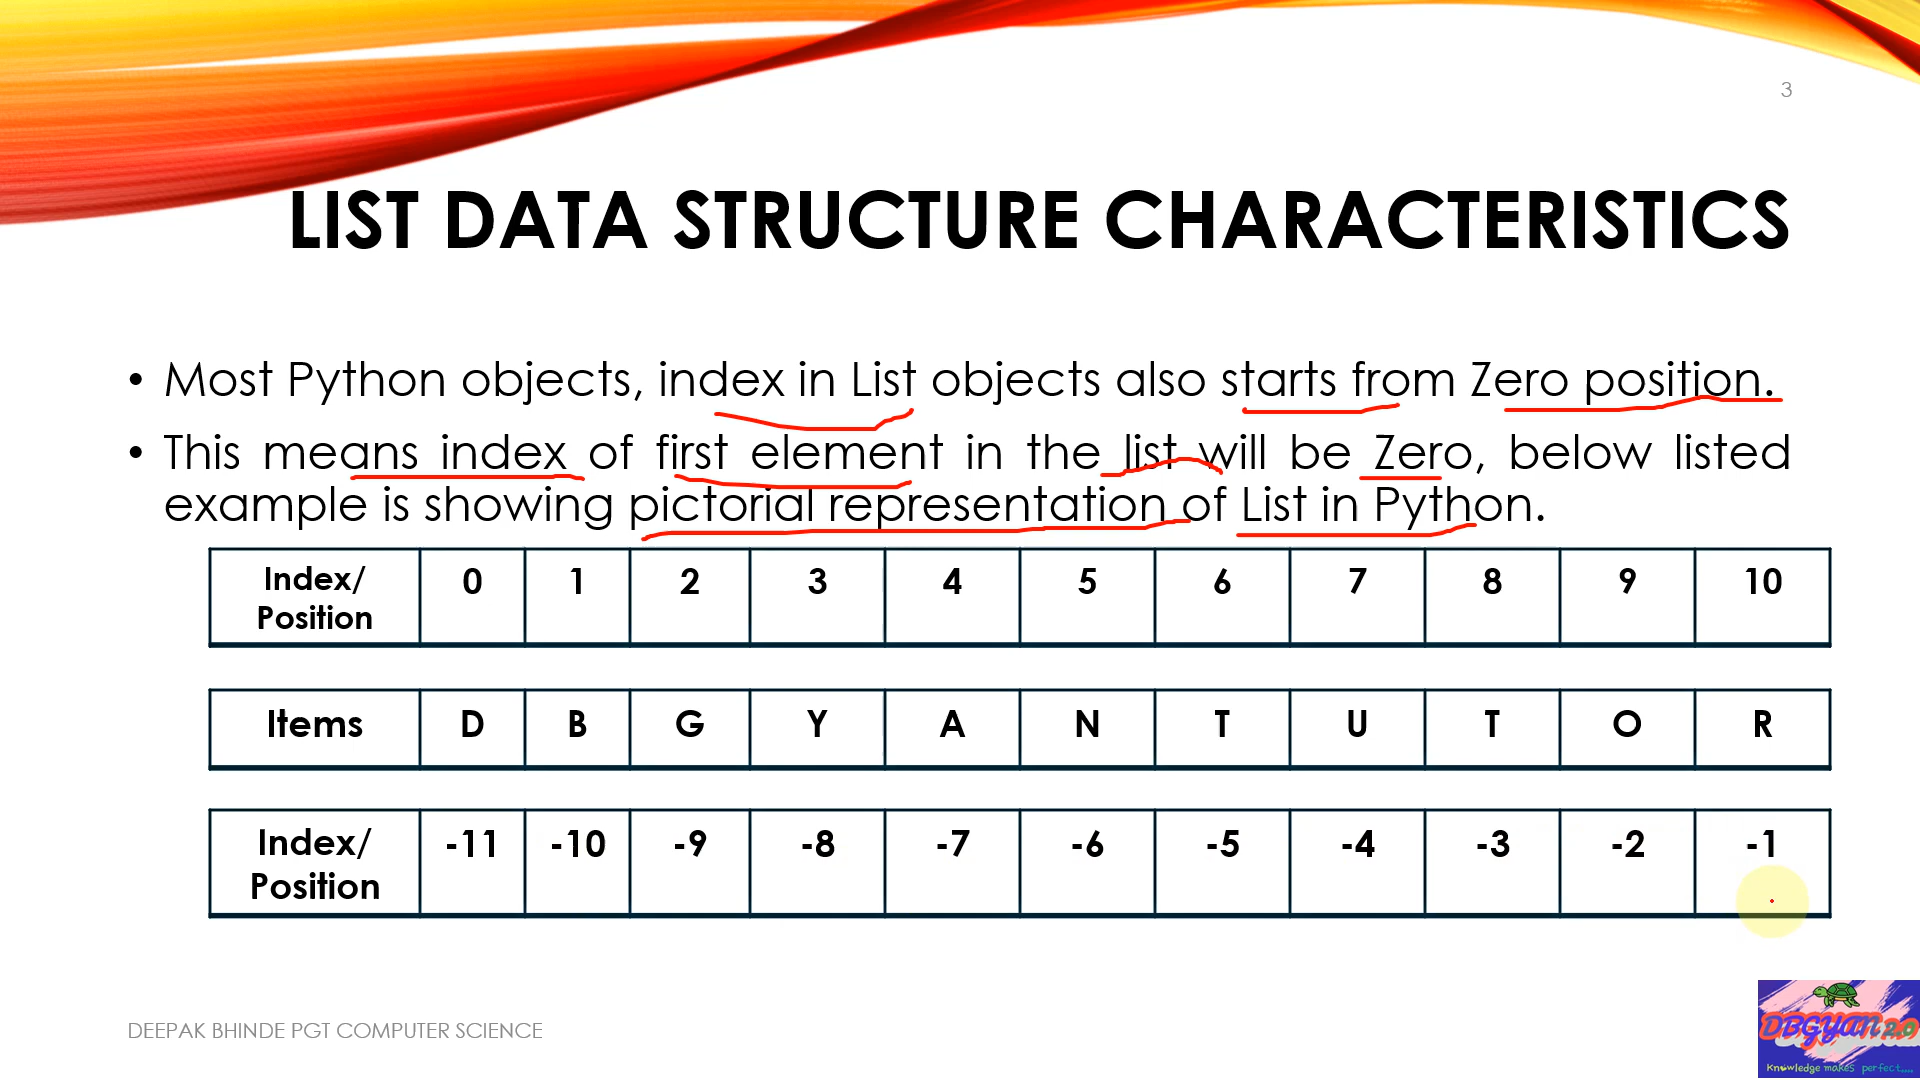 3
LIST DATA STRUCTURE CHARACTERISTICS
• Most Python objects, index in List objects also starts from Zero position.
• This means index of first element in the list will be Zero, below listed
example is showing pictorial representation of List in Python.
Index/ Position 0 1 2 3 4 5 6 7 8 9 10
Items D B G Y A N T U T O R
Index/ Position -11 -10 -9 -8 -7 -6 -5 -4 -3 -2 -1
DEEPAK BHINDE PGT COMPUTER SCIENCE
DBGYAN 2.0
Knowledge makes perfect....